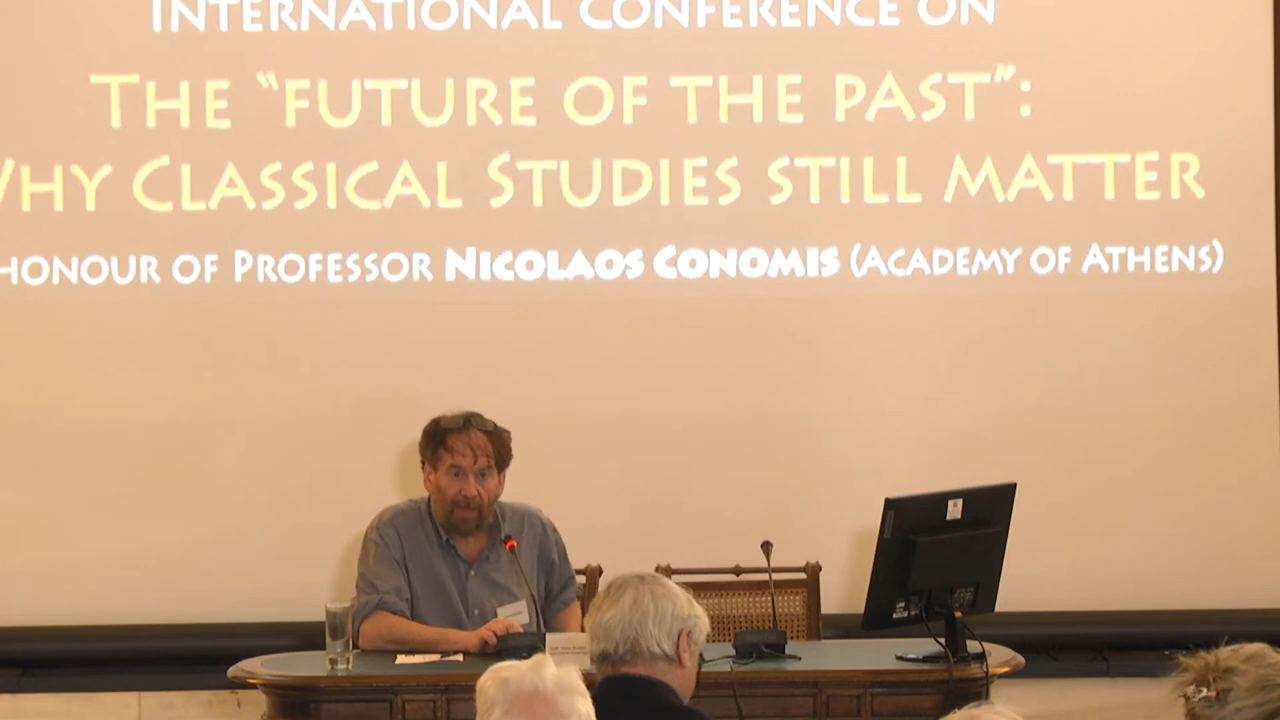 INTERNATIONAL CONFERENCE ON
THE “FUTURE OF THE PAST”:
WHY CLASSICAL STUDIES STILL MATTER
HONOUR OF PROFESSOR NICOLAOS CONOMIS (ACADEMY OF ATHENS)